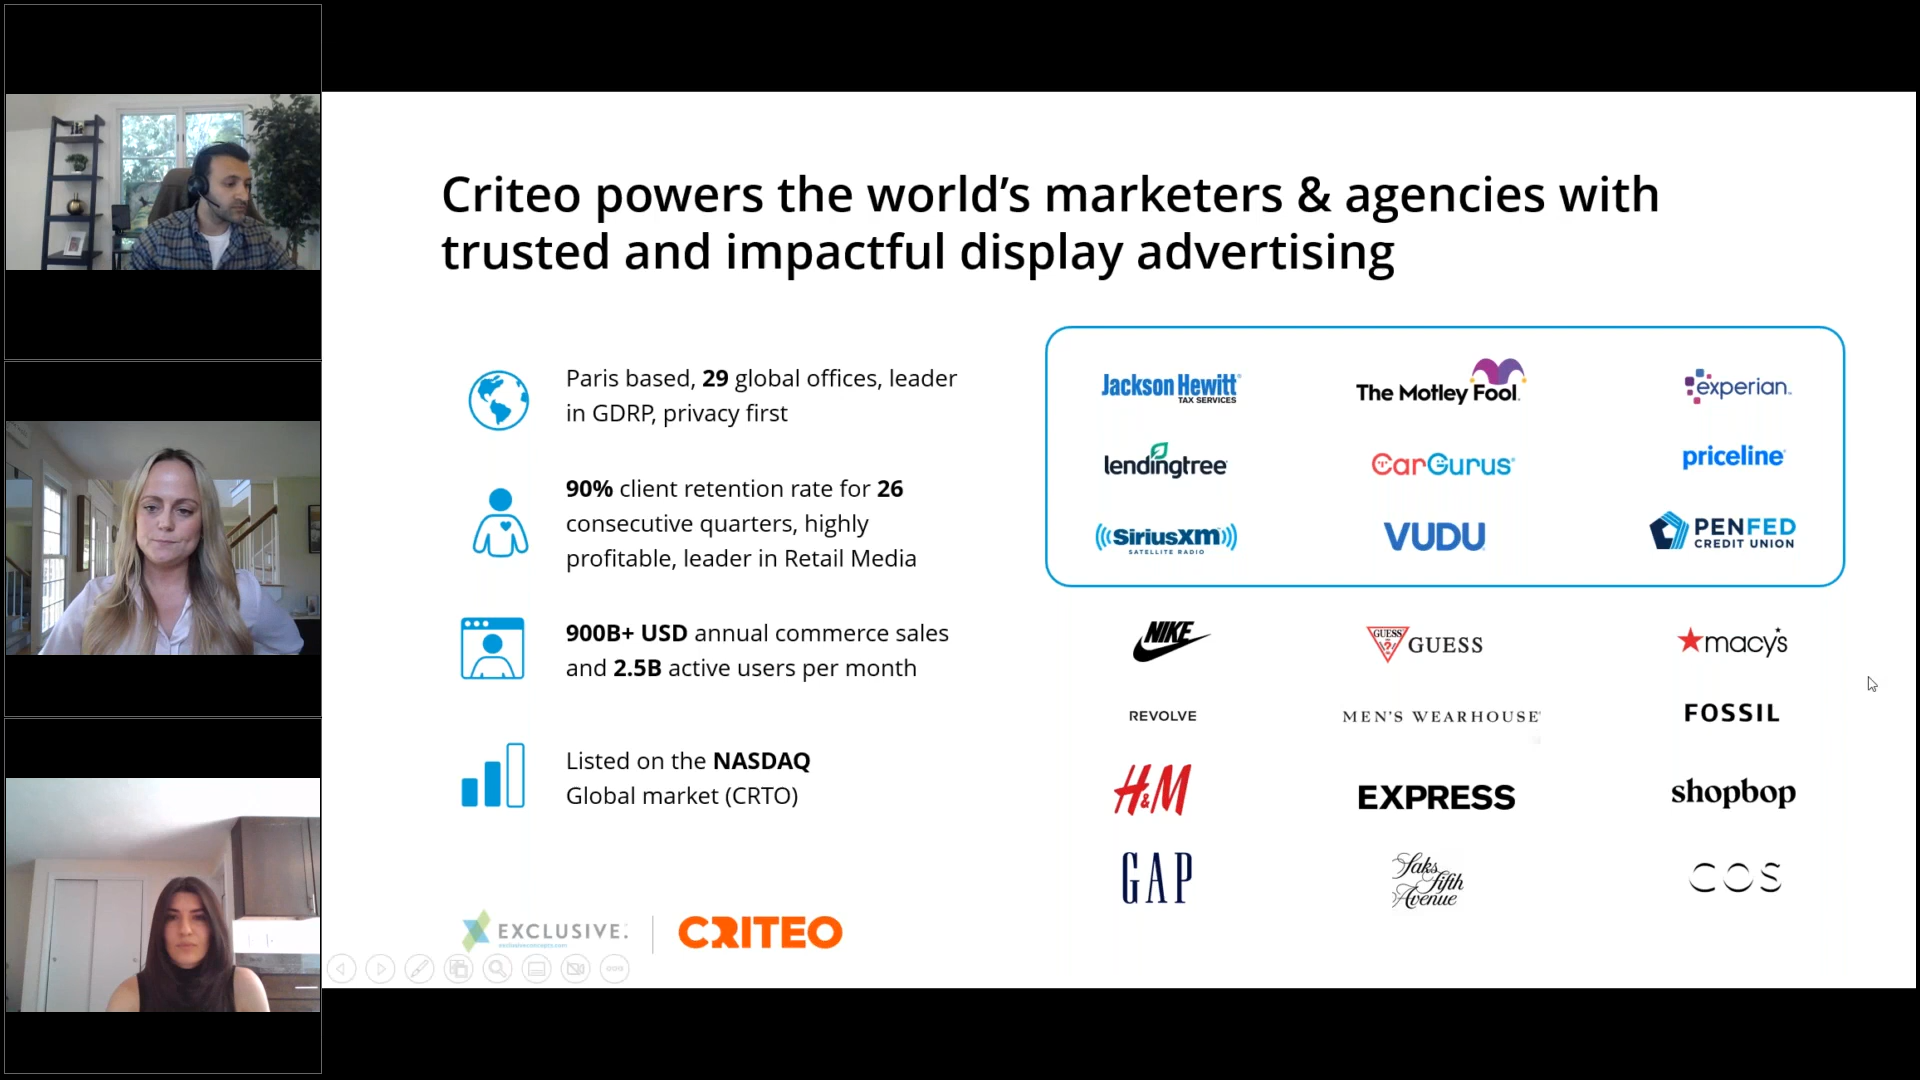 Criteo powers the world’s marketers & agencies with
trusted and impactful display advertising
Paris based, 29 global offices, leader
in GDRP, privacy first
90% client retention rate for 26
consecutive quarters, highly
profitable, leader in Retail Media
900B+ USD annual commerce sales
and 2.5B active users per month
Listed on the NASDAQ
Global market (CRTO)
Jackson Hewitt®
TAX SERVICES
The Motley Fool.
experian.
lendingtree
CarGurus®
priceline®
SiriusXM
SATELLITE RADIO
VUDU
PENFED
CREDIT UNION
NIKE
GUESS
?
GUESS
macy's
REVOLVE
MEN'S WEARHOUSE®
FOSSIL
H&M
EXPRESS
shopbop
GAP
Saks
fifth
Avenue
COS
EXCLUSIVE.
exclusiveconcepts.com
CRITEO